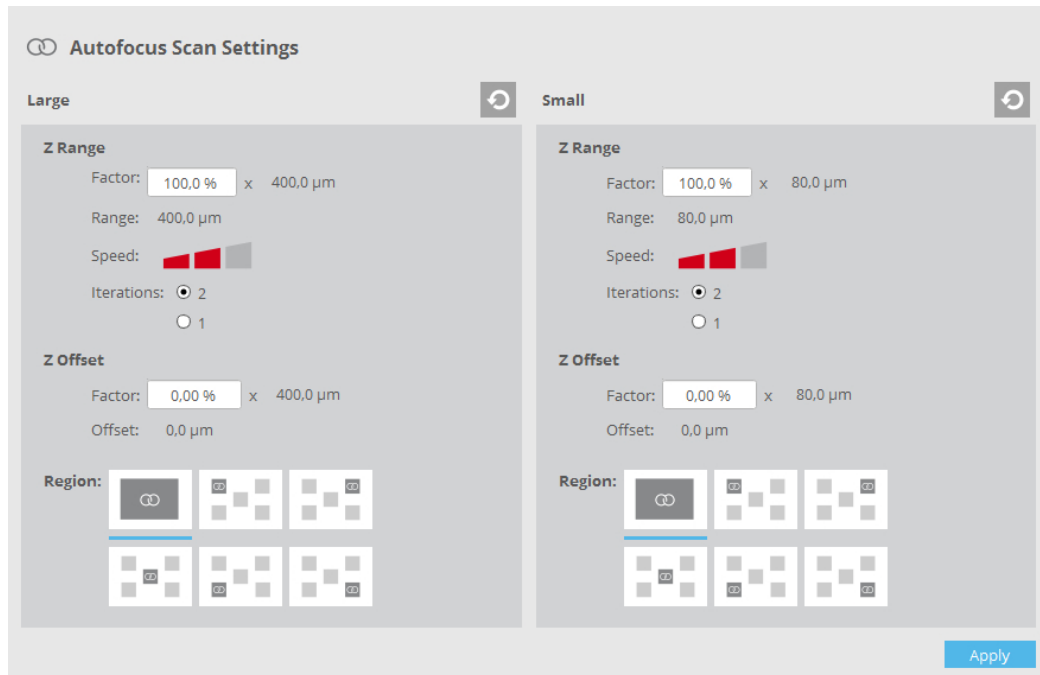 Autofocus Scan Settings
Large
Z Range
Factor: 100,0 % x 400,0 µm
Range: 400,0 µm
Speed:
Iterations: 2
1
Z Offset
Factor: 0,00 % x 400,0 µm
Offset: 0,0 µm
Region:
Small
Z Range
Factor: 100,0 % x 80,0 µm
Range: 80,0 µm
Speed:
Iterations: 2
1
Z Offset
Factor: 0,00 % x 80,0 µm
Offset: 0,0 µm
Region:
Apply